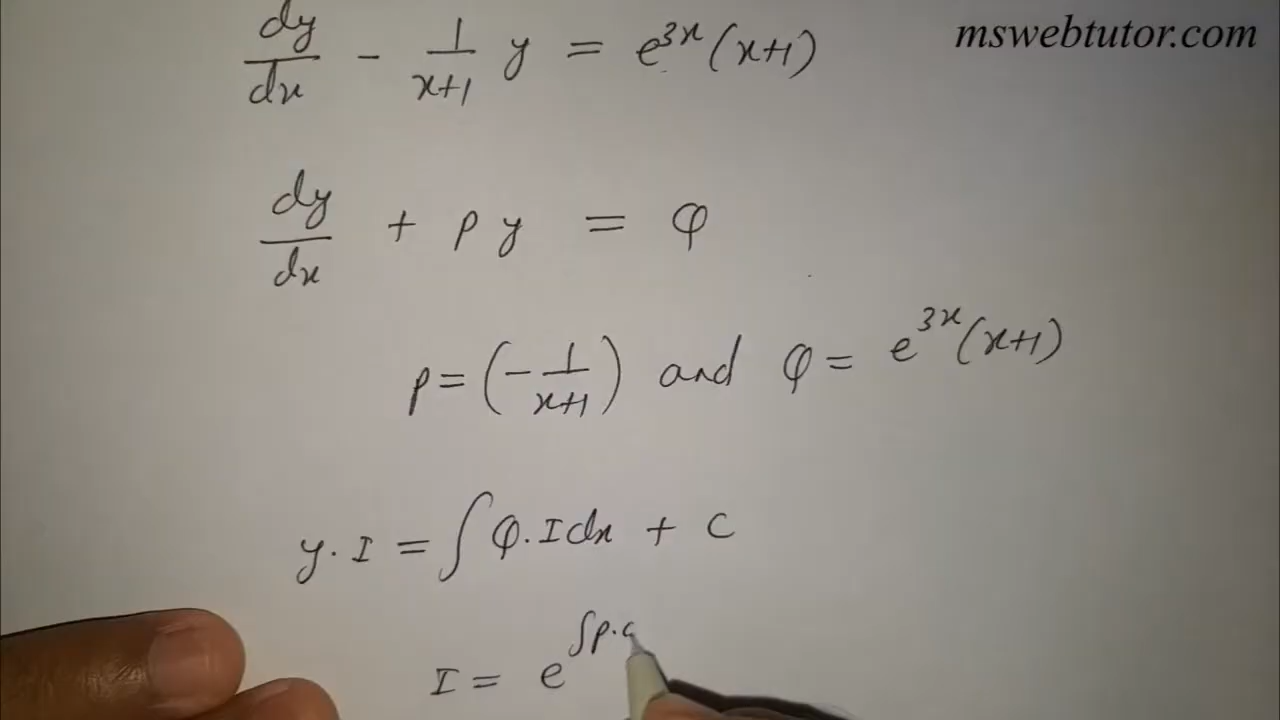 mswebtutor.com
dy/dx - 1/(x+1) y = e^3x (x+1)
dy/dx + p y = φ
p = (-1/(x+1)) and φ = e^3x (x+1)
y · I = ∫ φ . I dx + c
I = e^∫p·